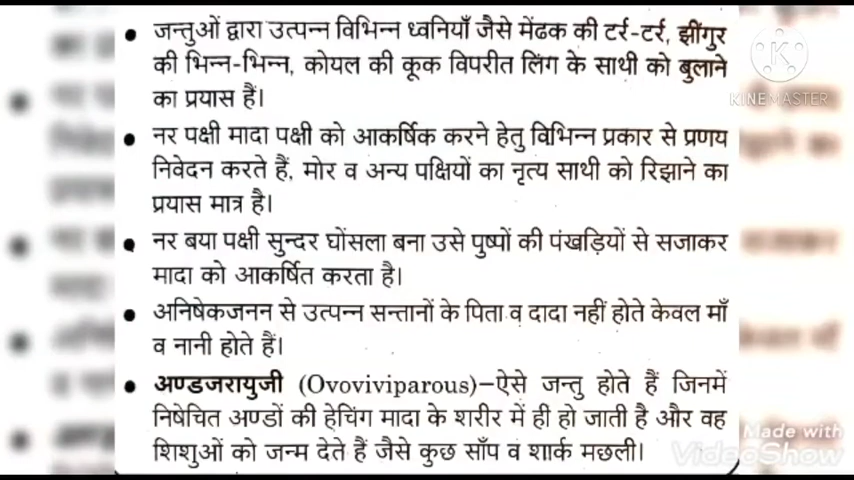 • जन्तुओं द्वारा उत्पन्न विभिन्न ध्वनियाँ जैसे मेंढक की टर्र-टर्र, झींगुर
की भिन्न-भिन्न, कोयल की कूक विपरीत लिंग के साथी को बुलाने
का प्रयास हैं।
• नर पक्षी मादा पक्षी को आकर्षिक करने हेतु विभिन्न प्रकार से प्रणय
निवेदन करते हैं, मोर व अन्य पक्षियों का नृत्य साथी को रिझाने का
प्रयास मात्र है।
• नर बया पक्षी सुन्दर घोंसला बना उसे पुष्पों की पंखड़ियों से सजाकर
मादा को आकर्षित करता है।
• अनिषेकजनन से उत्पन्न सन्तानों के पिता व दादा नहीं होते केवल माँ
व नानी होते हैं।
• अण्डजरायुजी (Ovoviviparous)–ऐसे जन्तु होते हैं जिनमें
निषेचित अण्डों की हेचिंग मादा के शरीर में ही हो जाती है और वह
शिशुओं को जन्म देते हैं जैसे कुछ साँप व शार्क मछली।
KINEMASTER
Made with
VideoShow